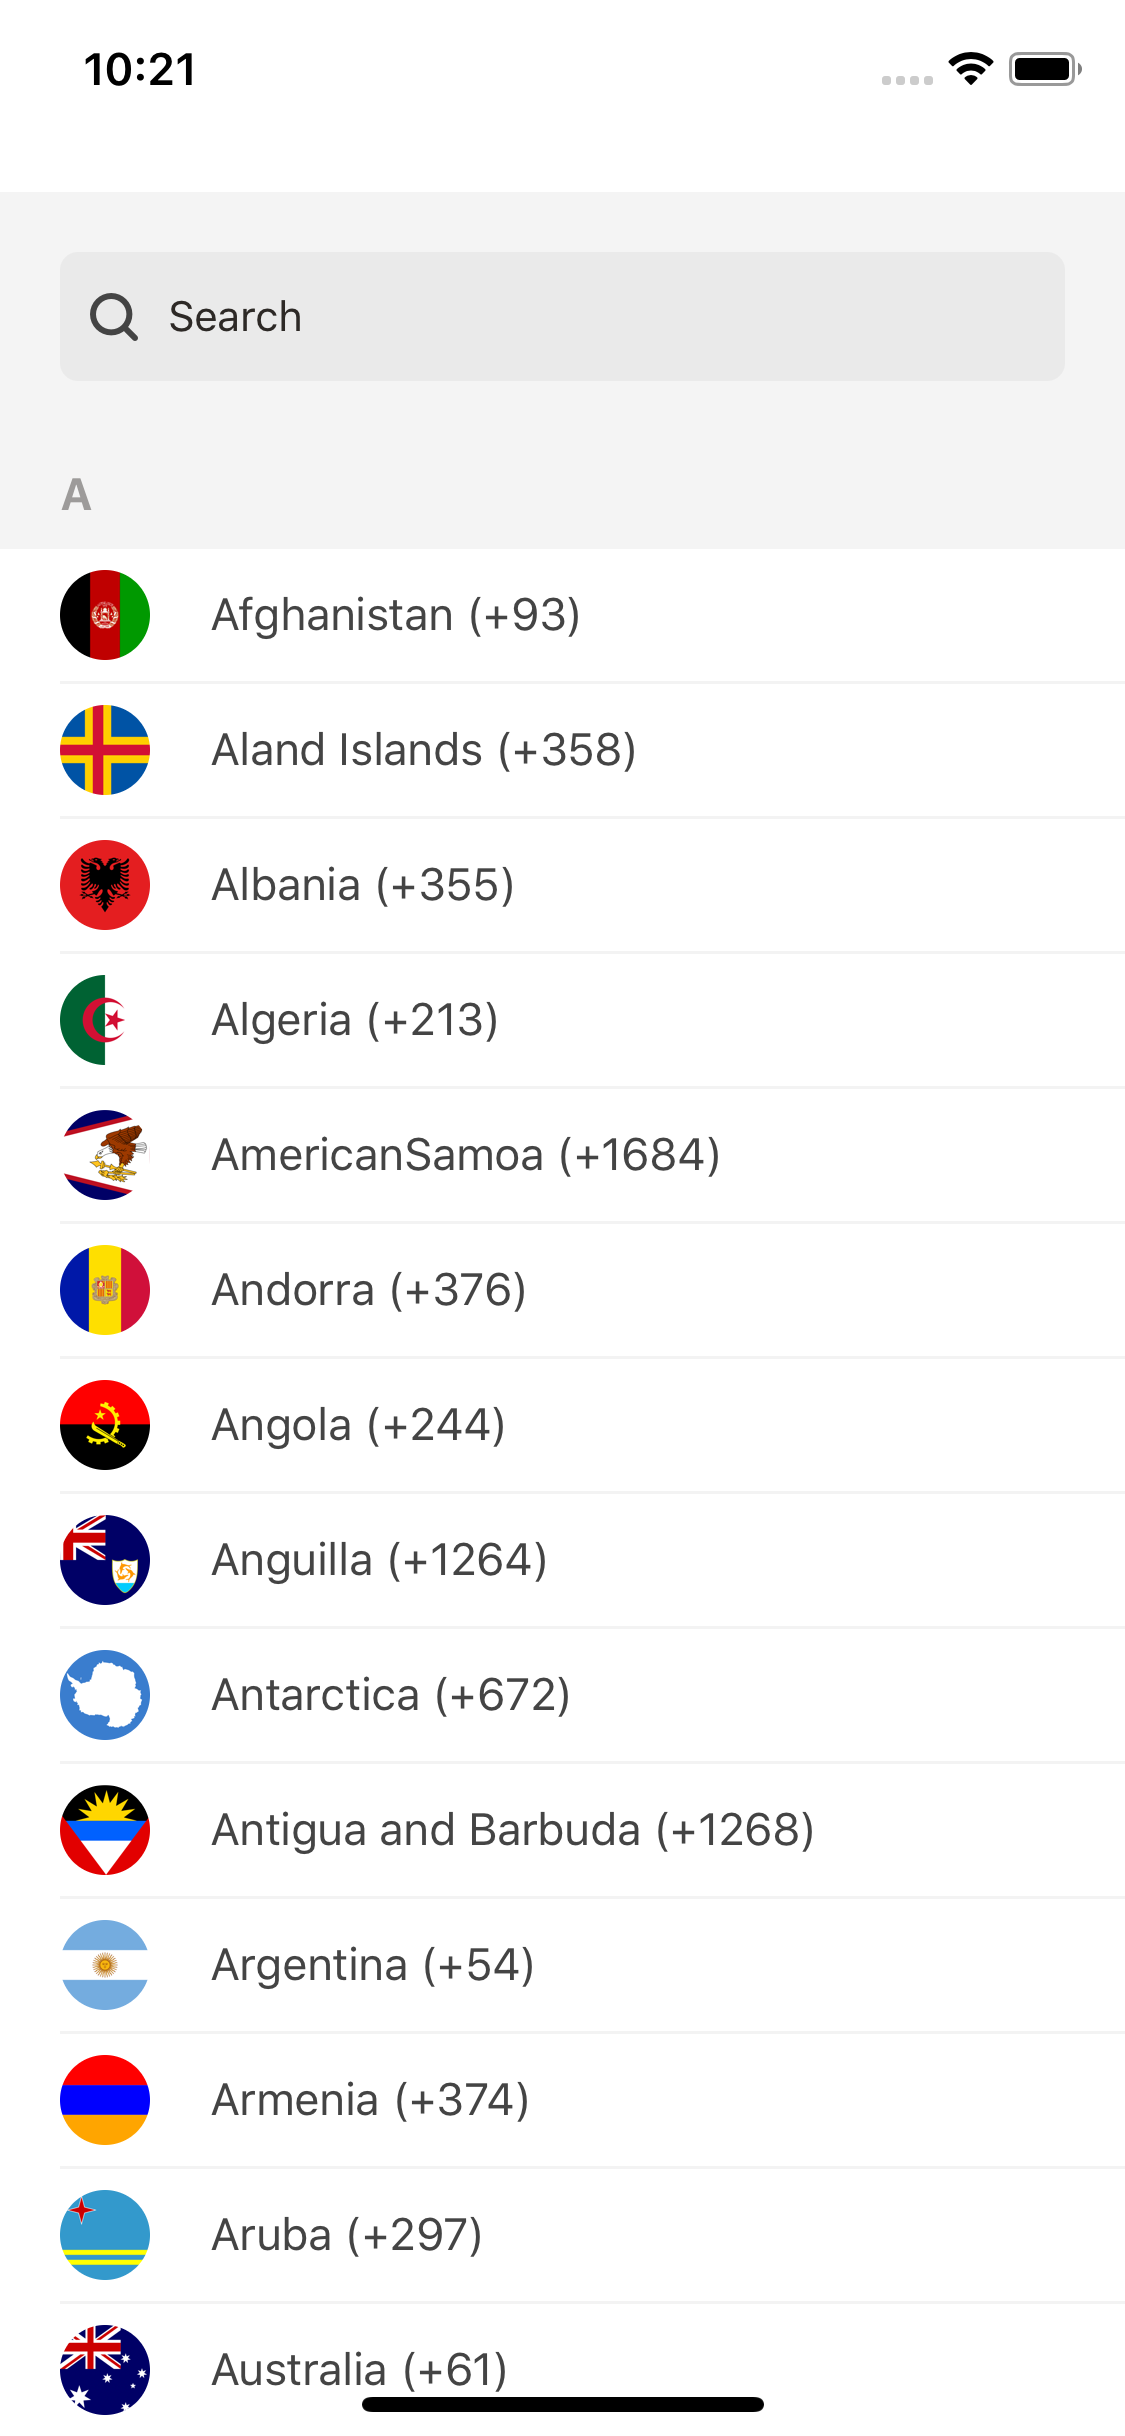 10:21
Search
A
Afghanistan (+93)
Aland Islands (+358)
Albania (+355)
Algeria (+213)
AmericanSamoa (+1684)
Andorra (+376)
Angola (+244)
Anguilla (+1264)
Antarctica (+672)
Antigua and Barbuda (+1268)
Argentina (+54)
Armenia (+374)
Aruba (+297)
Australia (+61)